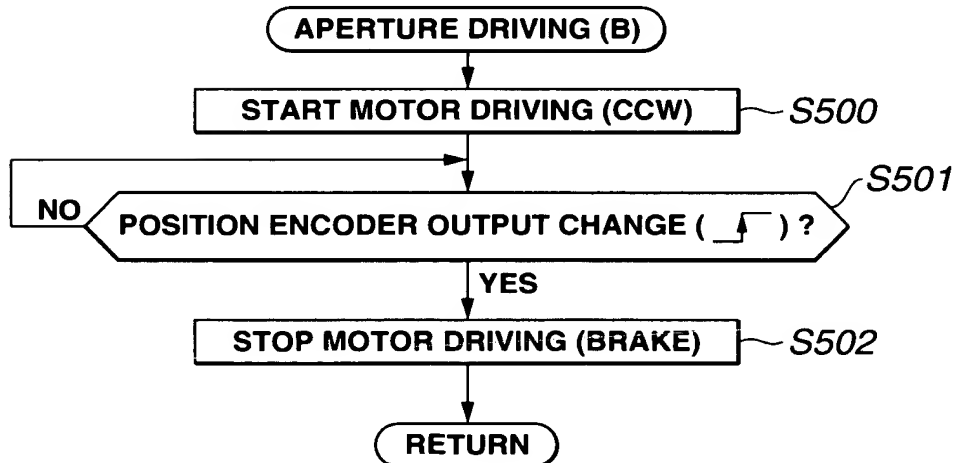 APERTURE DRIVING (B)
START MOTOR DRIVING (CCW)
S500
S501
NO
POSITION ENCODER OUTPUT CHANGE ( ) ?
YES
STOP MOTOR DRIVING (BRAKE)
S502
RETURN